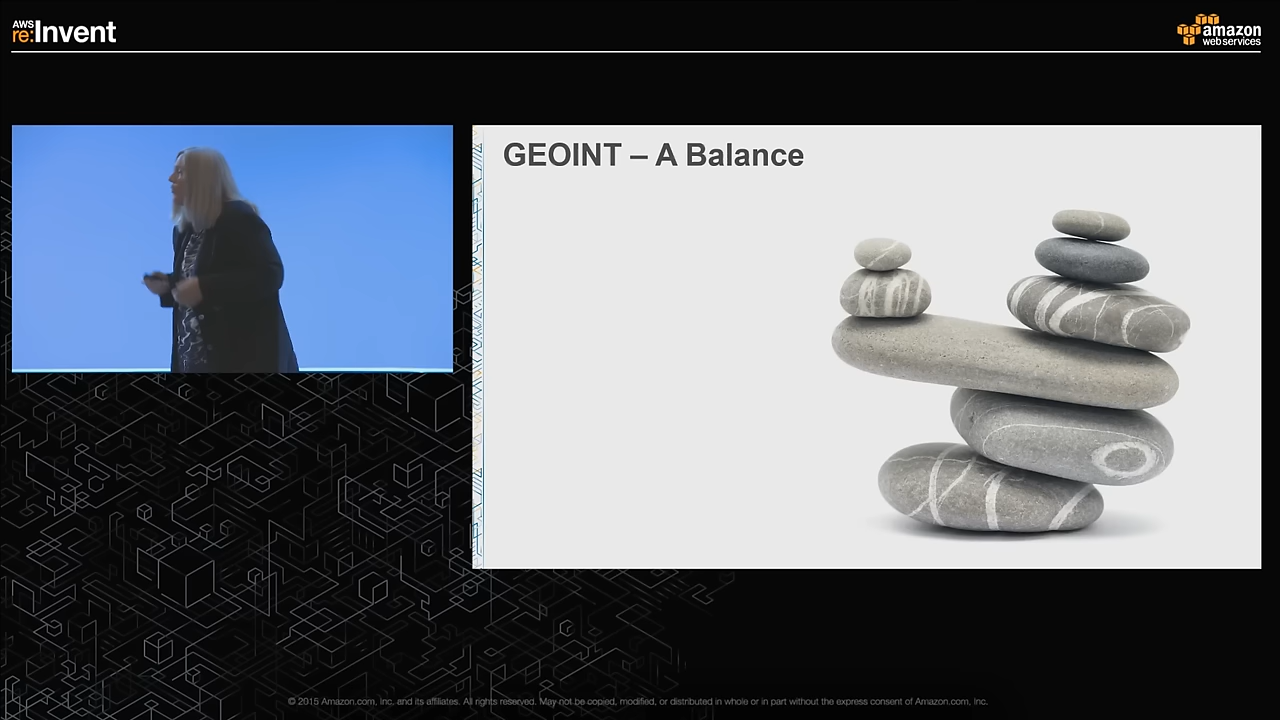 AWS
re:Invent
amazon
web services
GEOINT – A Balance
© 2015 Amazon.com, Inc. and its affiliates. All rights reserved. May not be copied, modified, or distributed in whole or in part without the express consent of Amazon.com, Inc.